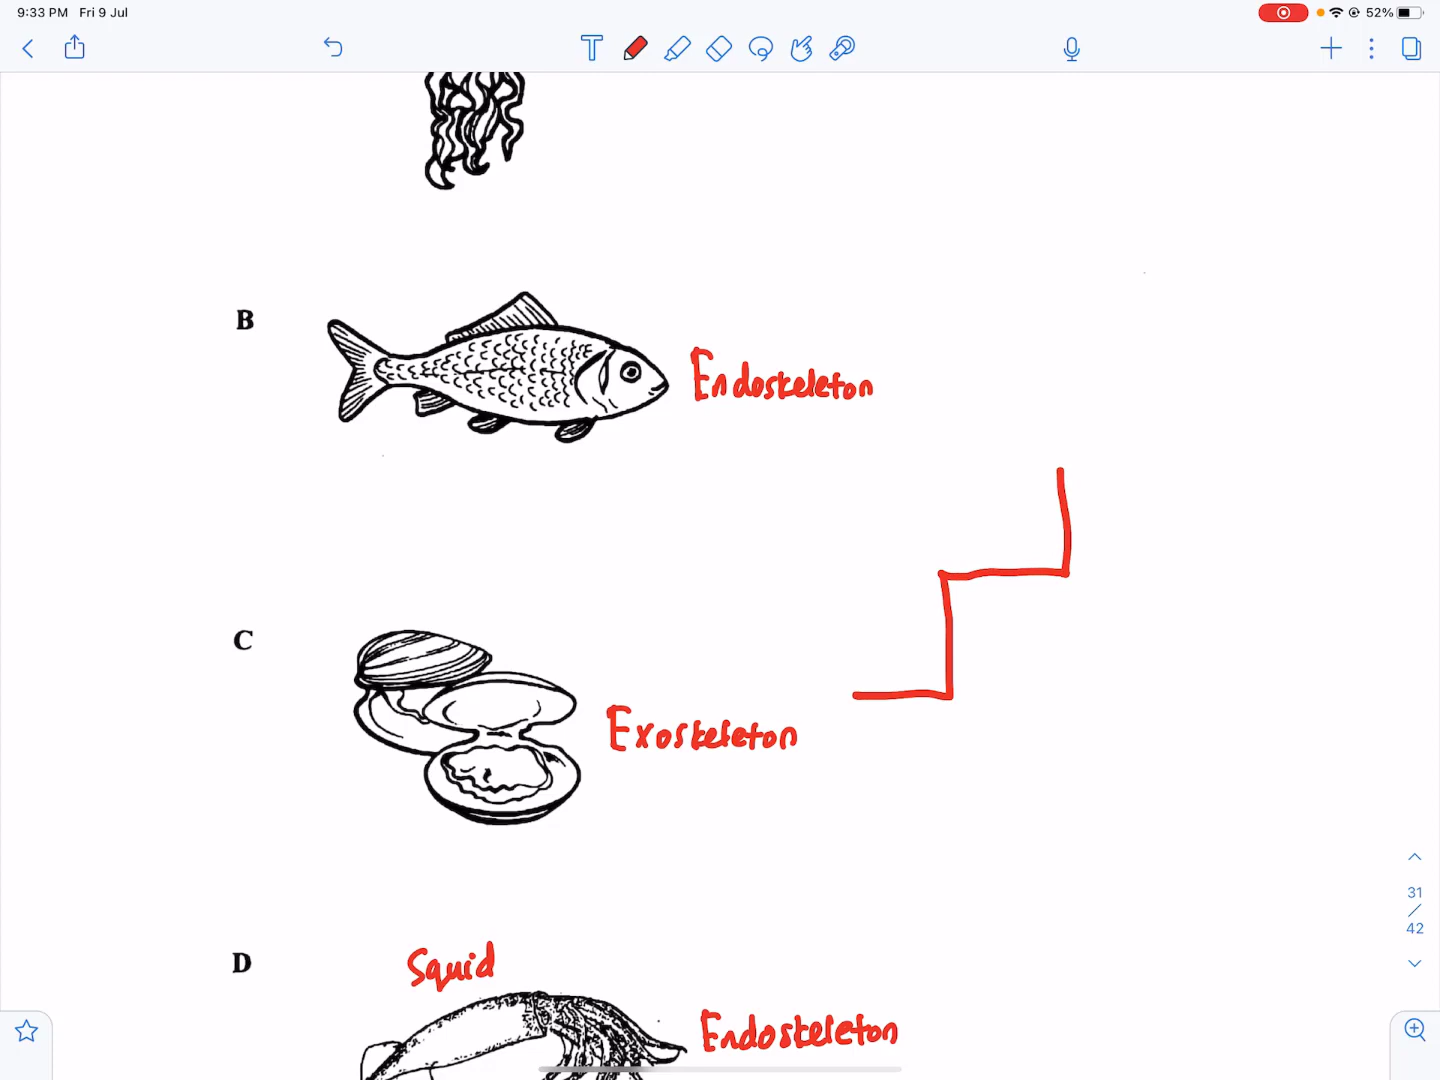 9:33 PM Fri 9 Jul
52%
T
B
Endoskeleton
C
Exoskeleton
31
/
42
D
Squid
Endoskeleton